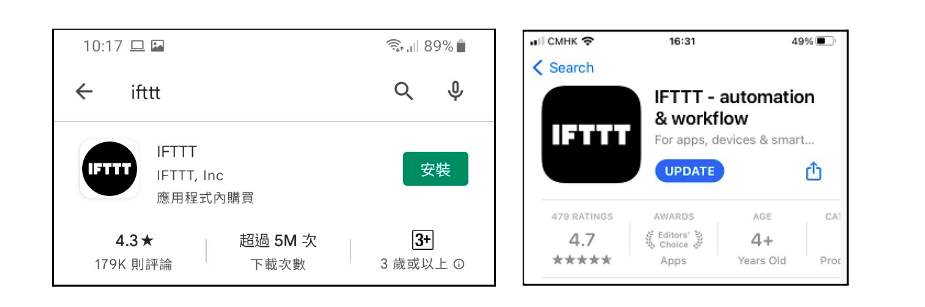 10:17 89%
ifttt
IFTTT
IFTTT
IFTTT, Inc
應用程式內購買
安裝
4.3★
179K 則評論
超過 5M 次
下載次數
3+
3 歲或以上
CMHK 16:31 49%
Search
IFTTT
IFTTT - automation
& workflow
For apps, devices & smart...
UPDATE
479 RATINGS
4.7
★★★★★
AWARDS
Editors'
Choice
Apps
AGE
4+
Years Old